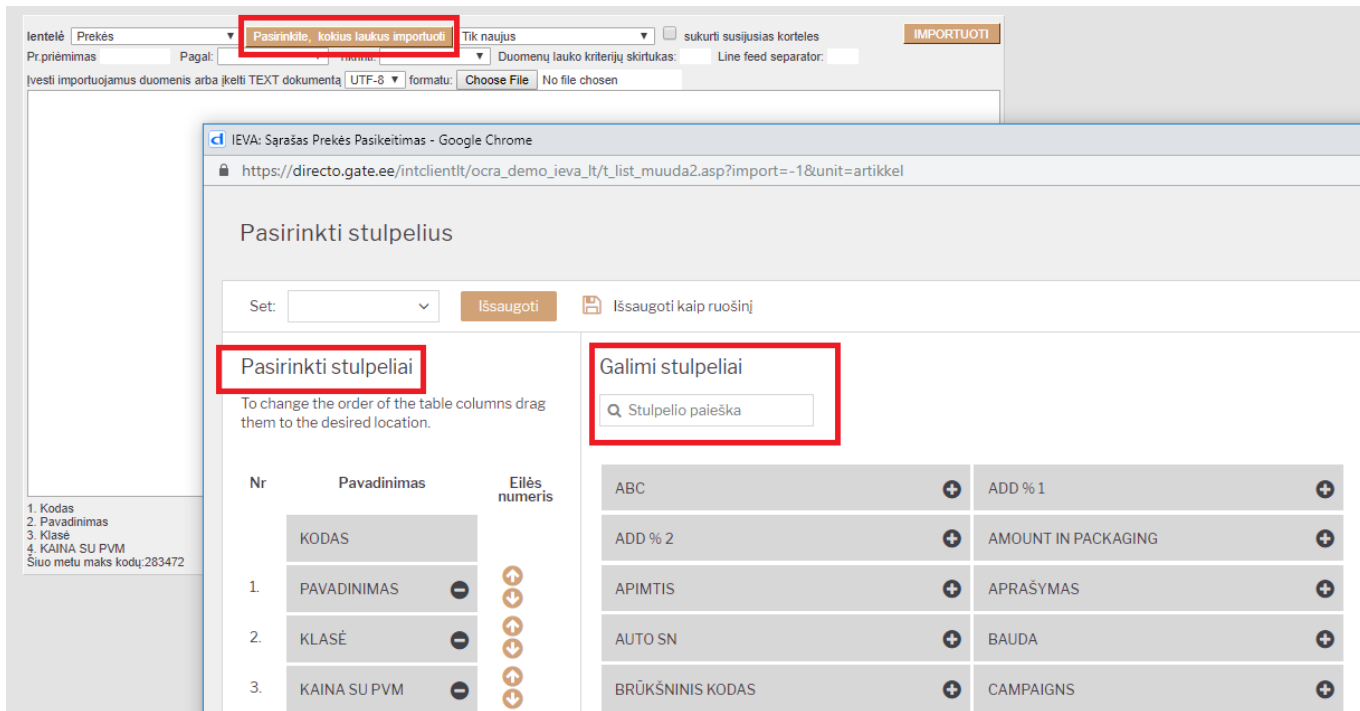 lentelė Prekės Pasirinkite, kokius laukus importuoti Tik naujus sukurti susijusias korteles IMPORTUOTI
Pr.priėmimas Pagal: Duomenų lauko kriterijų skirtukas: Line feed separator:
Įvesti importuojamus duomenis arba įkelti TEXT dokumentą UTF-8 formatu: Choose File No file chosen
IEVA: Sąrašas Prekės Pasikeitimas - Google Chrome
https://directo.gate.ee/intclientlt/ocra_demo_ieva_lt/t_list_muuda2.asp?import=-1&unit=artikkel
Pasirinkti stulpelius
Set: Išsaugoti Išsaugoti kaip ruošinį
Pasirinkti stulpeliai
To change the order of the table columns drag
them to the desired location.
Galimi stulpeliai
Stulpelio paieška
Nr Pavadinimas Eilės
numeris
KODAS
1. PAVADINIMAS
2. KLASĖ
3. KAINA SU PVM
ABC ADD % 1
ADD % 2 AMOUNT IN PACKAGING
APIMTIS APRAŠYMAS
AUTO SN BAUDA
BRŪKŠNINIS KODAS CAMPAIGNS
1. Kodas
2. Pavadinimas
3. Klasė
4. KAINA SU PVM
Šiuo metu maks kodų:283472